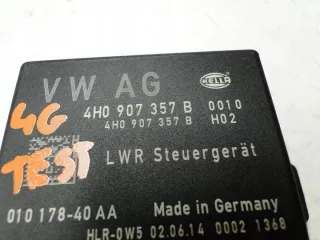 VW AG
HELLA
4H0 907 357 B 0010
4H0 907 357 B H02
4G
TEST
LWR Steuergerät
010 178-40 AA Made in Germany
HLR-0W5 02.06.14 0002 1368